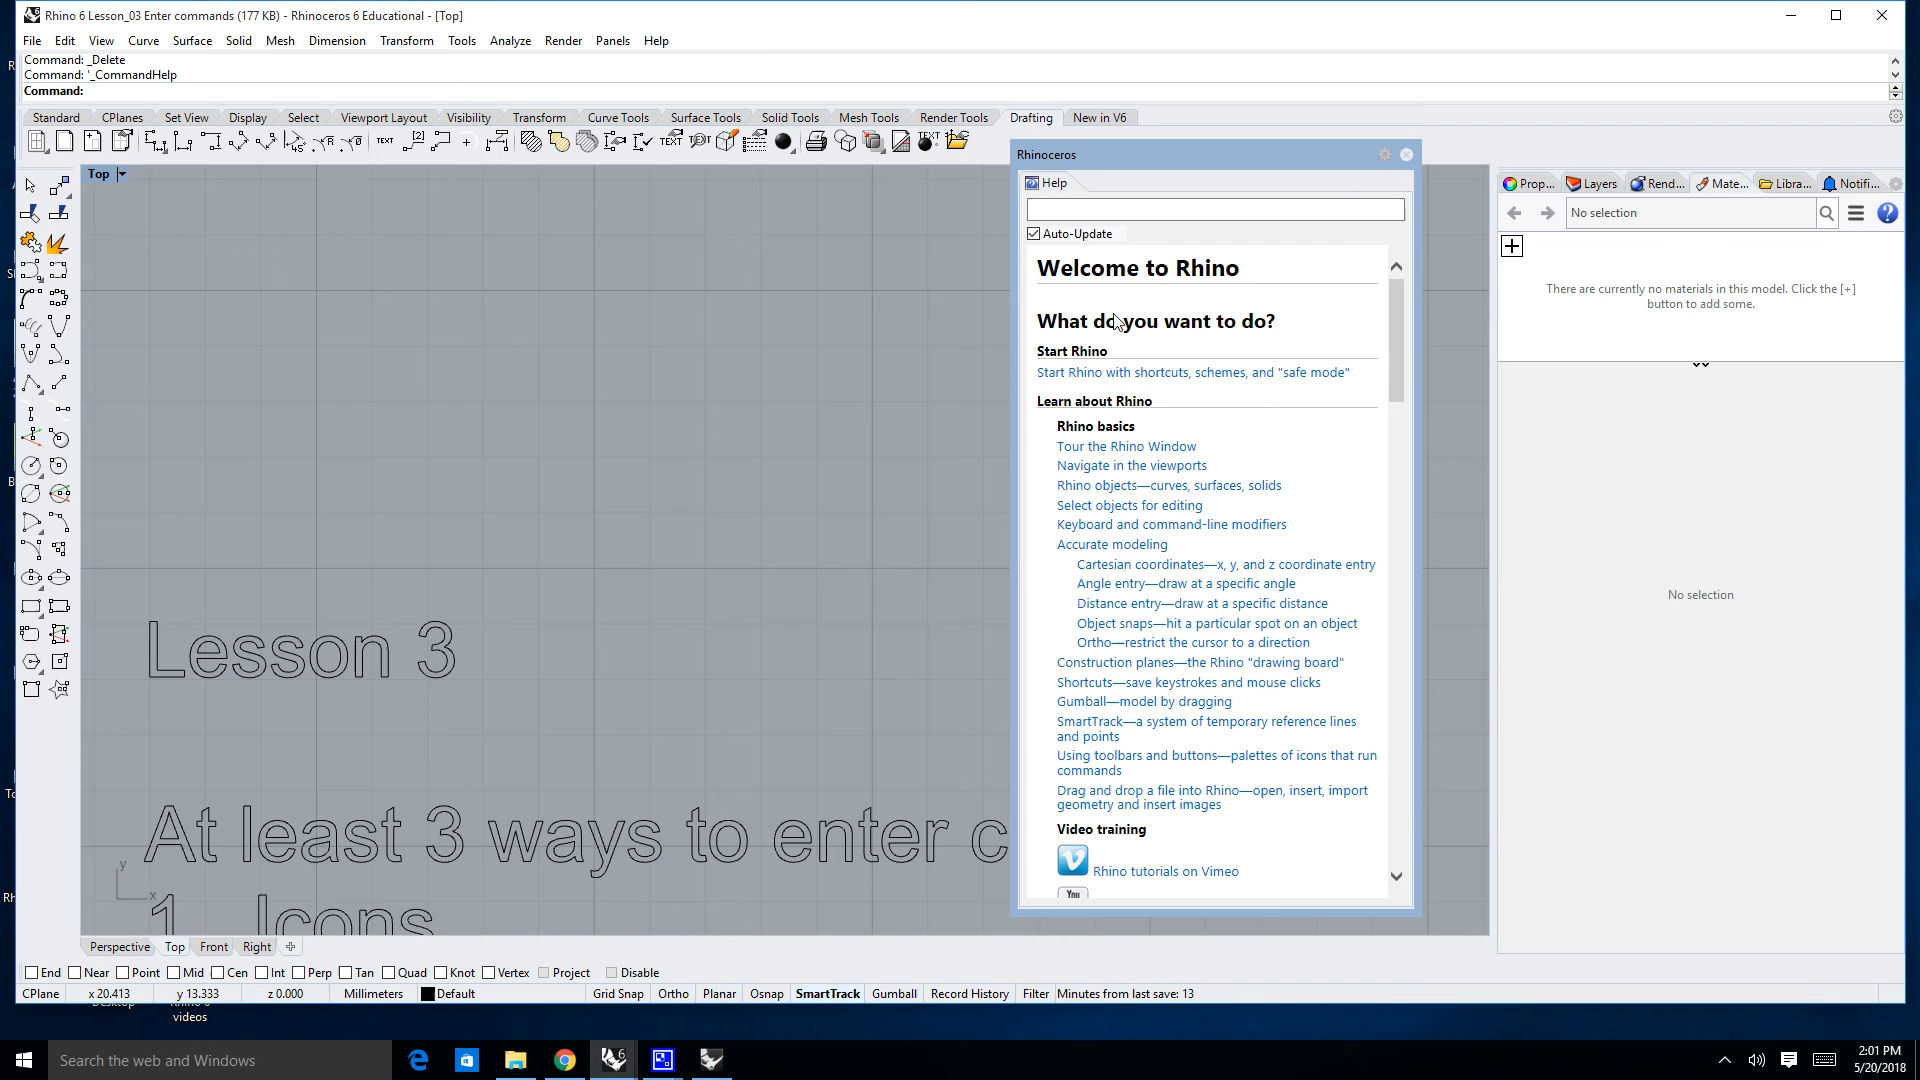 Rhino 6 Lesson_03 Enter commands (177 KB) - Rhinoceros 6 Educational - [Top]
File Edit View Curve Surface Solid Mesh Dimension Transform Tools Analyze Render Panels Help
Command: _Delete
Command: '_CommandHelp
Command:
Standard CPlanes Set View Display Select Viewport Layout Visibility Transform Curve Tools Surface Tools Solid Tools Mesh Tools Render Tools Drafting New in V6
Top
Rhinoceros
Help
Auto-Update
Welcome to Rhino
What do you want to do?
Start Rhino
Start Rhino with shortcuts, schemes, and "safe mode"
Learn about Rhino
Rhino basics
Tour the Rhino Window
Navigate in the viewports
Rhino objects—curves, surfaces, solids
Select objects for editing
Keyboard and command-line modifiers
Accurate modeling
Cartesian coordinates—x, y, and z coordinate entry
Angle entry—draw at a specific angle
Distance entry—draw at a specific distance
Object snaps—hit a particular spot on an object
Ortho—restrict the cursor to a direction
Construction planes—the Rhino "drawing board"
Shortcuts—save keystrokes and mouse clicks
Gumball—model by dragging
SmartTrack—a system of temporary reference lines
and points
Using toolbars and buttons—palettes of icons that run
commands
Drag and drop a file into Rhino—open, insert, import
geometry and insert images
Video training
Rhino tutorials on Vimeo
You
Prop... Layers Rend... Mate... Libra... Notifi...
No selection
There are currently no materials in this model. Click the [+]
button to add some.
No selection
Lesson 3
At least 3 ways to enter c
1 Icons
y
x
Perspective Top Front Right
End Near Point Mid Cen Int Perp Tan Quad Knot Vertex Project Disable
CPlane x 20.413 y 13.333 z 0.000 Millimeters Default Grid Snap Ortho Planar Osnap SmartTrack Gumball Record History Filter Minutes from last save: 13
videos
Search the web and Windows
2:01 PM
5/20/2018